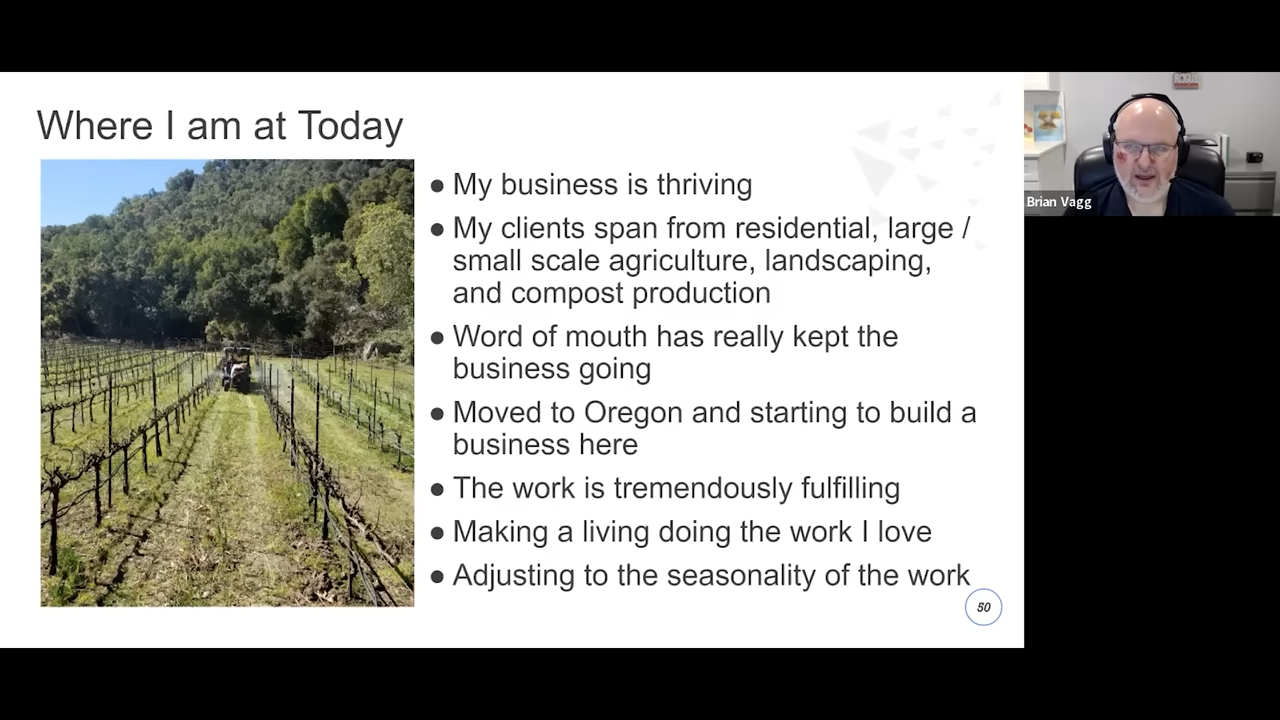 Where I am at Today
● My business is thriving
● My clients span from residential, large /
small scale agriculture, landscaping,
and compost production
● Word of mouth has really kept the
business going
● Moved to Oregon and starting to build a
business here
● The work is tremendously fulfilling
● Making a living doing the work I love
● Adjusting to the seasonality of the work
50
Brian Vagg